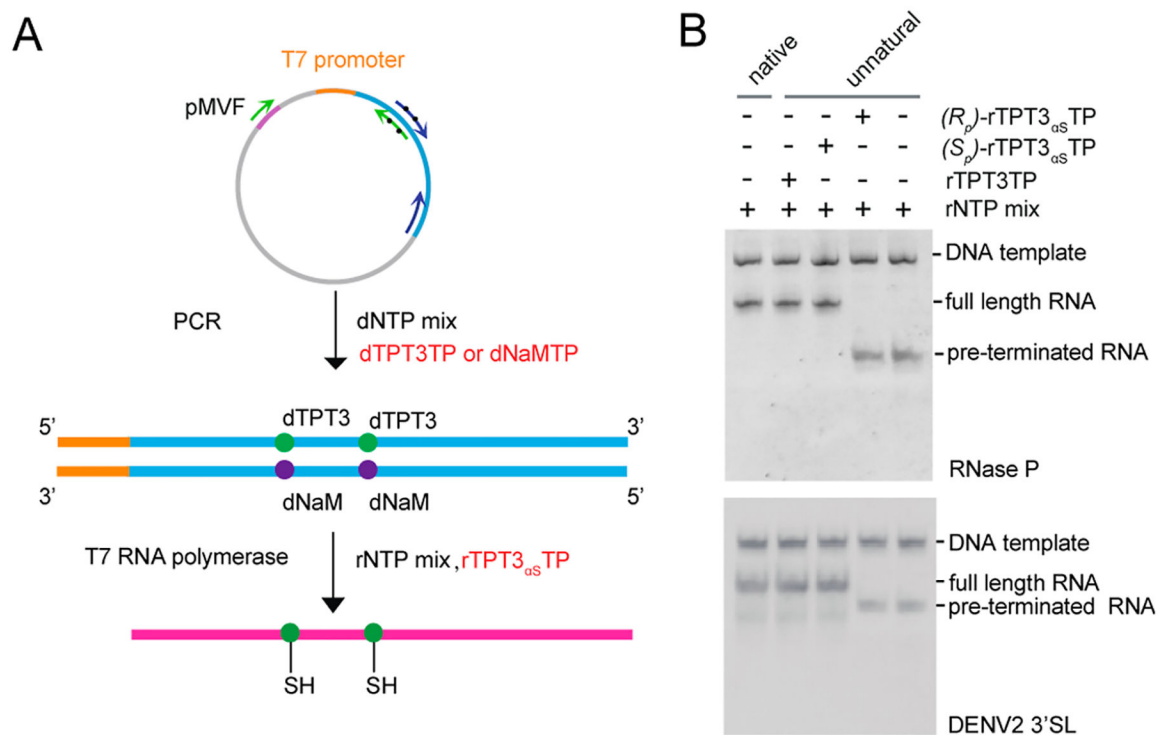 A
T7 promoter
pMVF
PCR
dNTP mix
dTPT3TP or dNaMTP
5’ dTPT3 dTPT3 3’
3’ dNaM dNaM 5’
T7 RNA polymerase
rNTP mix,rTPT3αSTP
SH SH
B
native unnatural
- - - + - (Rp)-rTPT3αSTP
- - + - - (Sp)-rTPT3αSTP
- + - - - rTPT3TP
+ + + + + rNTP mix
DNA template
full length RNA
pre-terminated RNA
RNase P
DNA template
full length RNA
pre-terminated RNA
DENV2 3’SL